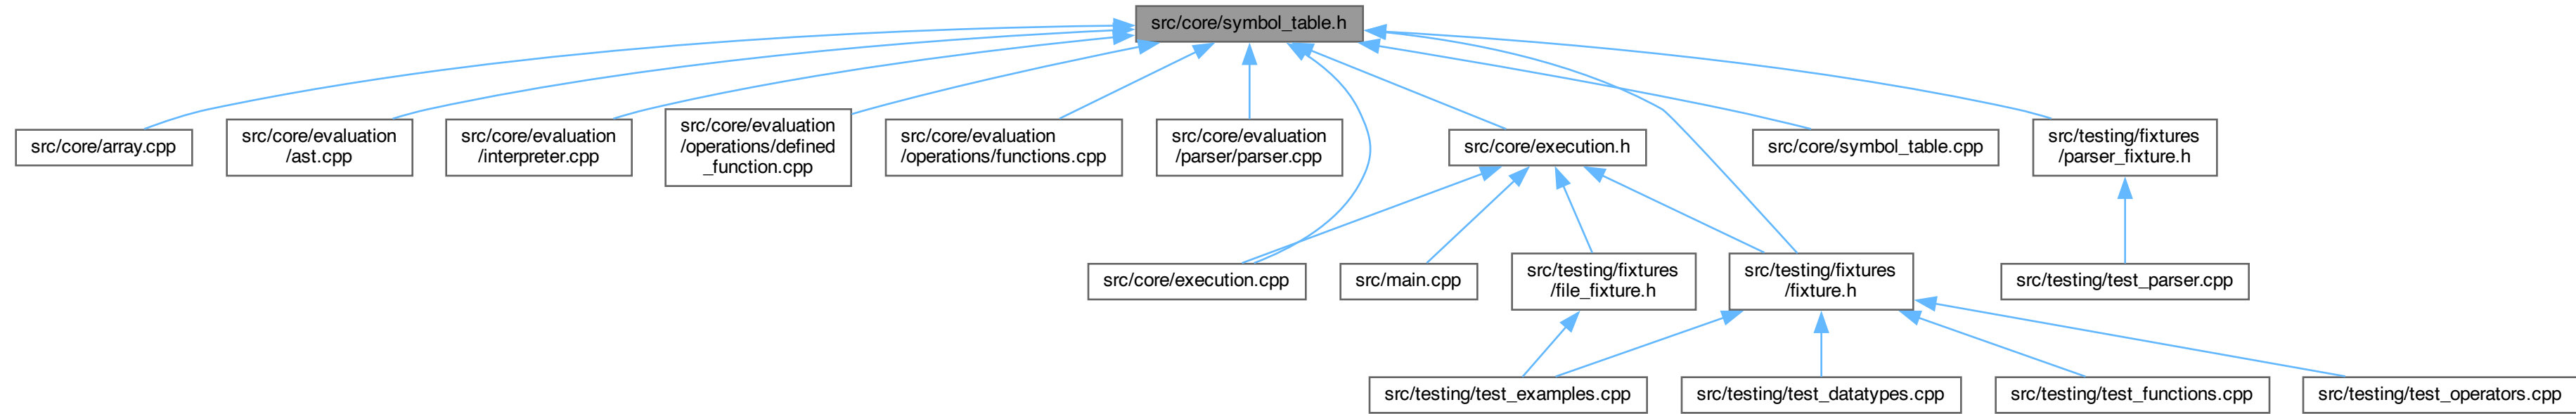 src/core/symbol_table.h
src/core/array.cpp
src/core/evaluation
/ast.cpp
src/core/evaluation
/interpreter.cpp
src/core/evaluation
/operations/defined
_function.cpp
src/core/evaluation
/operations/functions.cpp
src/core/evaluation
/parser/parser.cpp
src/core/execution.h
src/core/symbol_table.cpp
src/testing/fixtures
/parser_fixture.h
src/core/execution.cpp
src/main.cpp
src/testing/fixtures
/file_fixture.h
src/testing/fixtures
/fixture.h
src/testing/test_parser.cpp
src/testing/test_examples.cpp
src/testing/test_datatypes.cpp
src/testing/test_functions.cpp
src/testing/test_operators.cpp